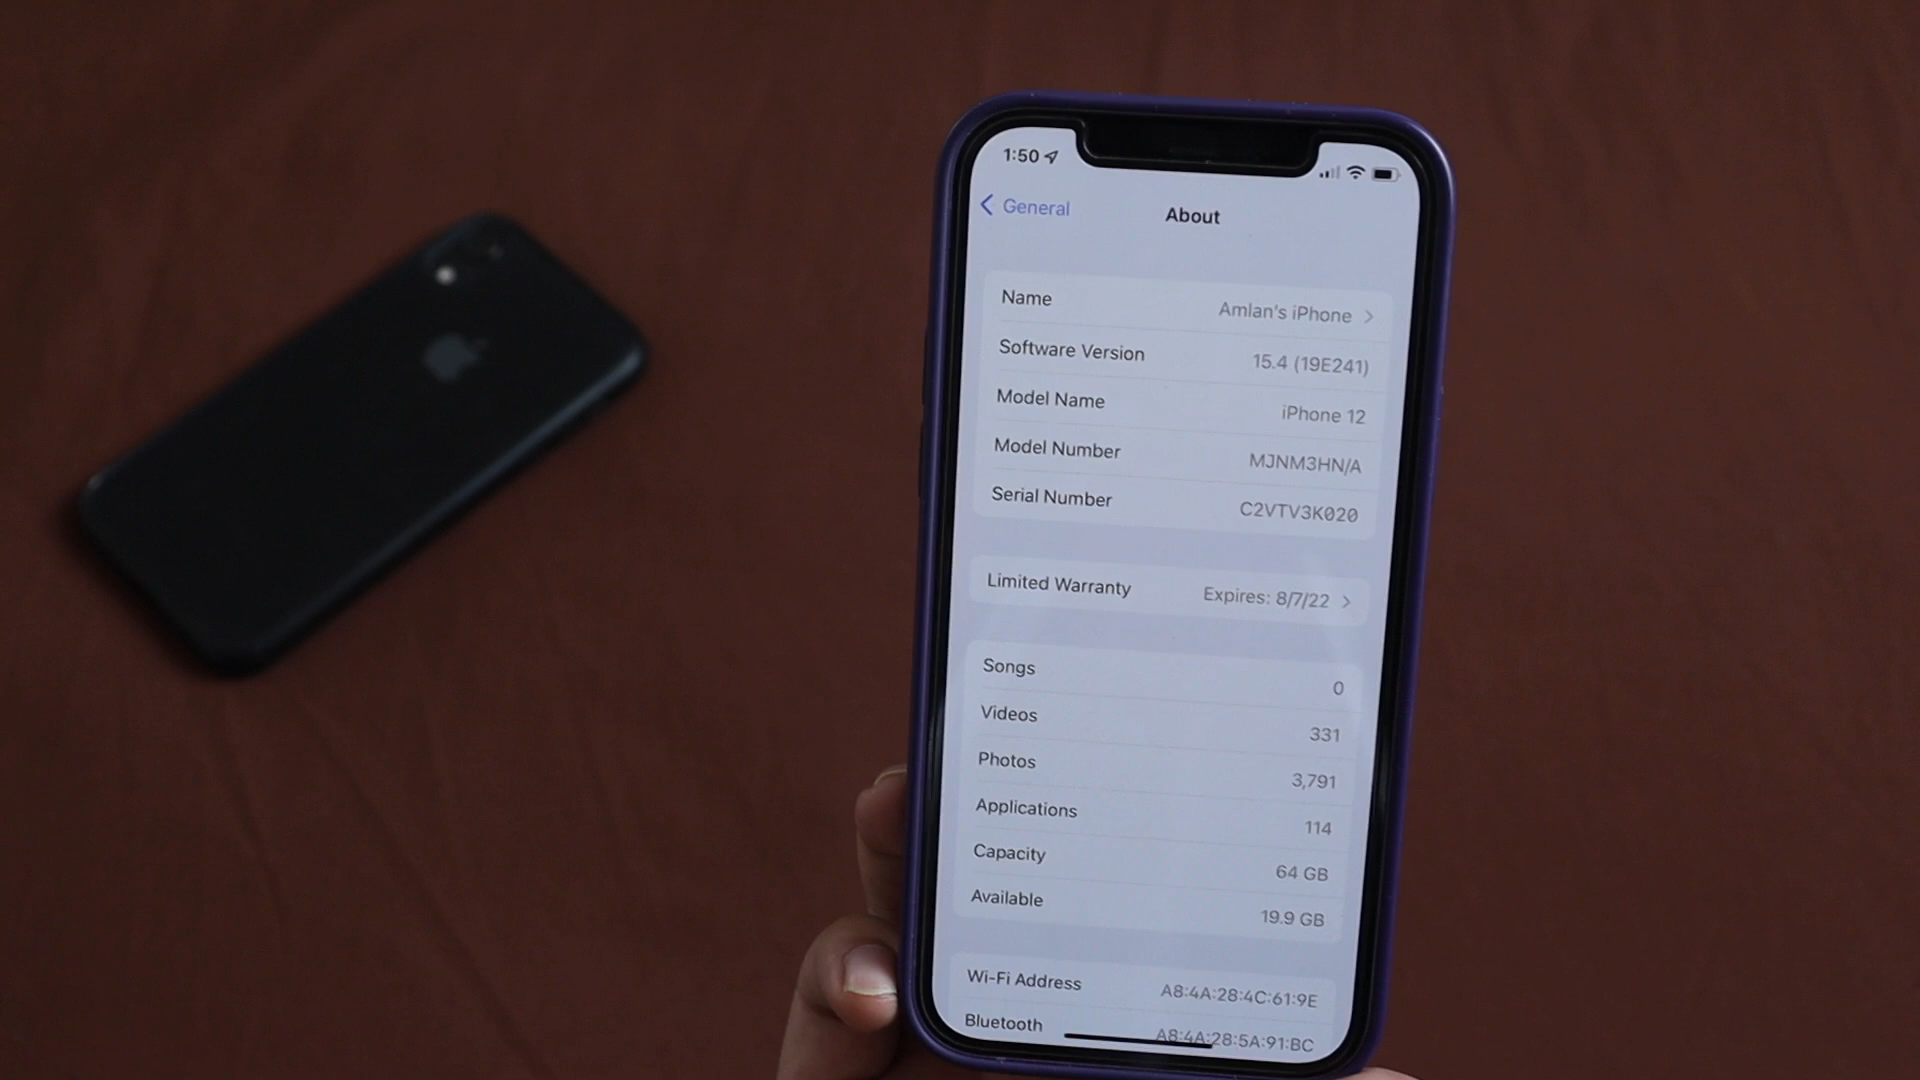 1:50
General
About
Name Amlan's iPhone
Software Version 15.4 (19E241)
Model Name iPhone 12
Model Number MJNM3HN/A
Serial Number C2VTV3K020
Limited Warranty Expires: 8/7/22
Songs 0
Videos 331
Photos 3,791
Applications 114
Capacity 64 GB
Available 19.9 GB
Wi-Fi Address A8:4A:28:4C:61:9E
Bluetooth A8:4A:28:5A:91:BC